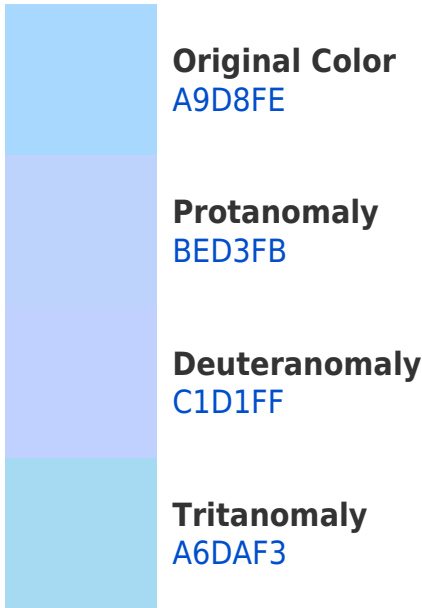 Original Color
A9D8FE
Protanomaly
BED3FB
Deuteranomaly
C1D1FF
Tritanomaly
A6DAF3